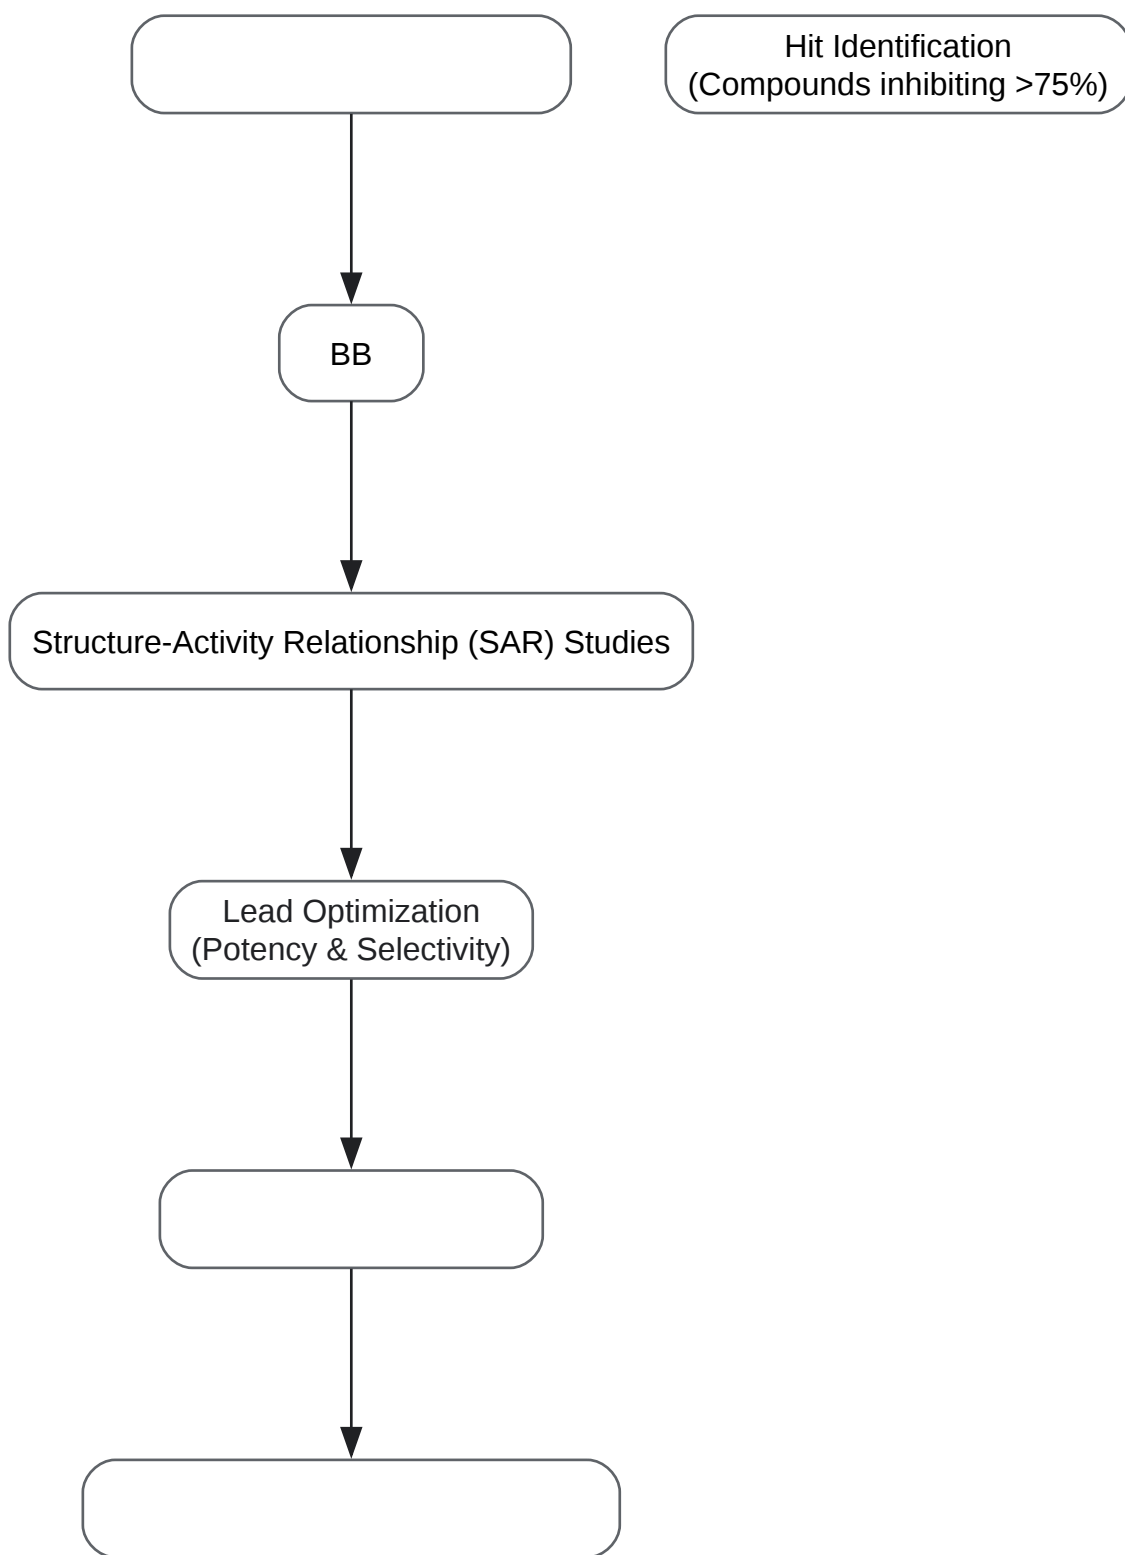 Hit Identification
(Compounds inhibiting >75%)
BB
Structure-Activity Relationship (SAR) Studies
Lead Optimization
(Potency & Selectivity)